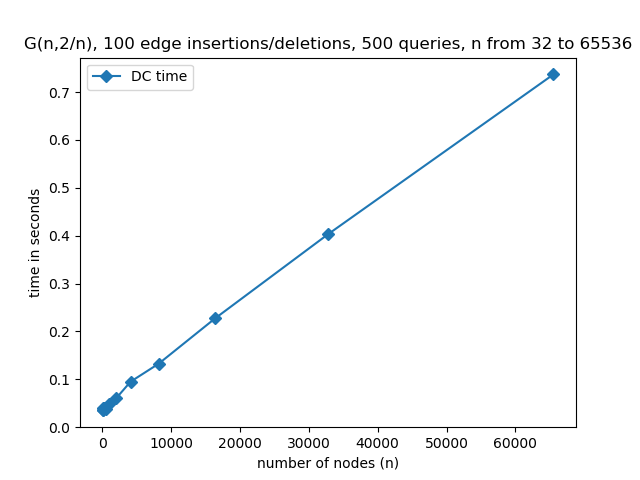 G(n,2/n), 100 edge insertions/deletions, 500 queries, n from 32 to 65536
DC time
0.7
0.6
0.5
0.4
0.3
0.2
0.1
0.0
time in seconds
0 10000 20000 30000 40000 50000 60000
number of nodes (n)